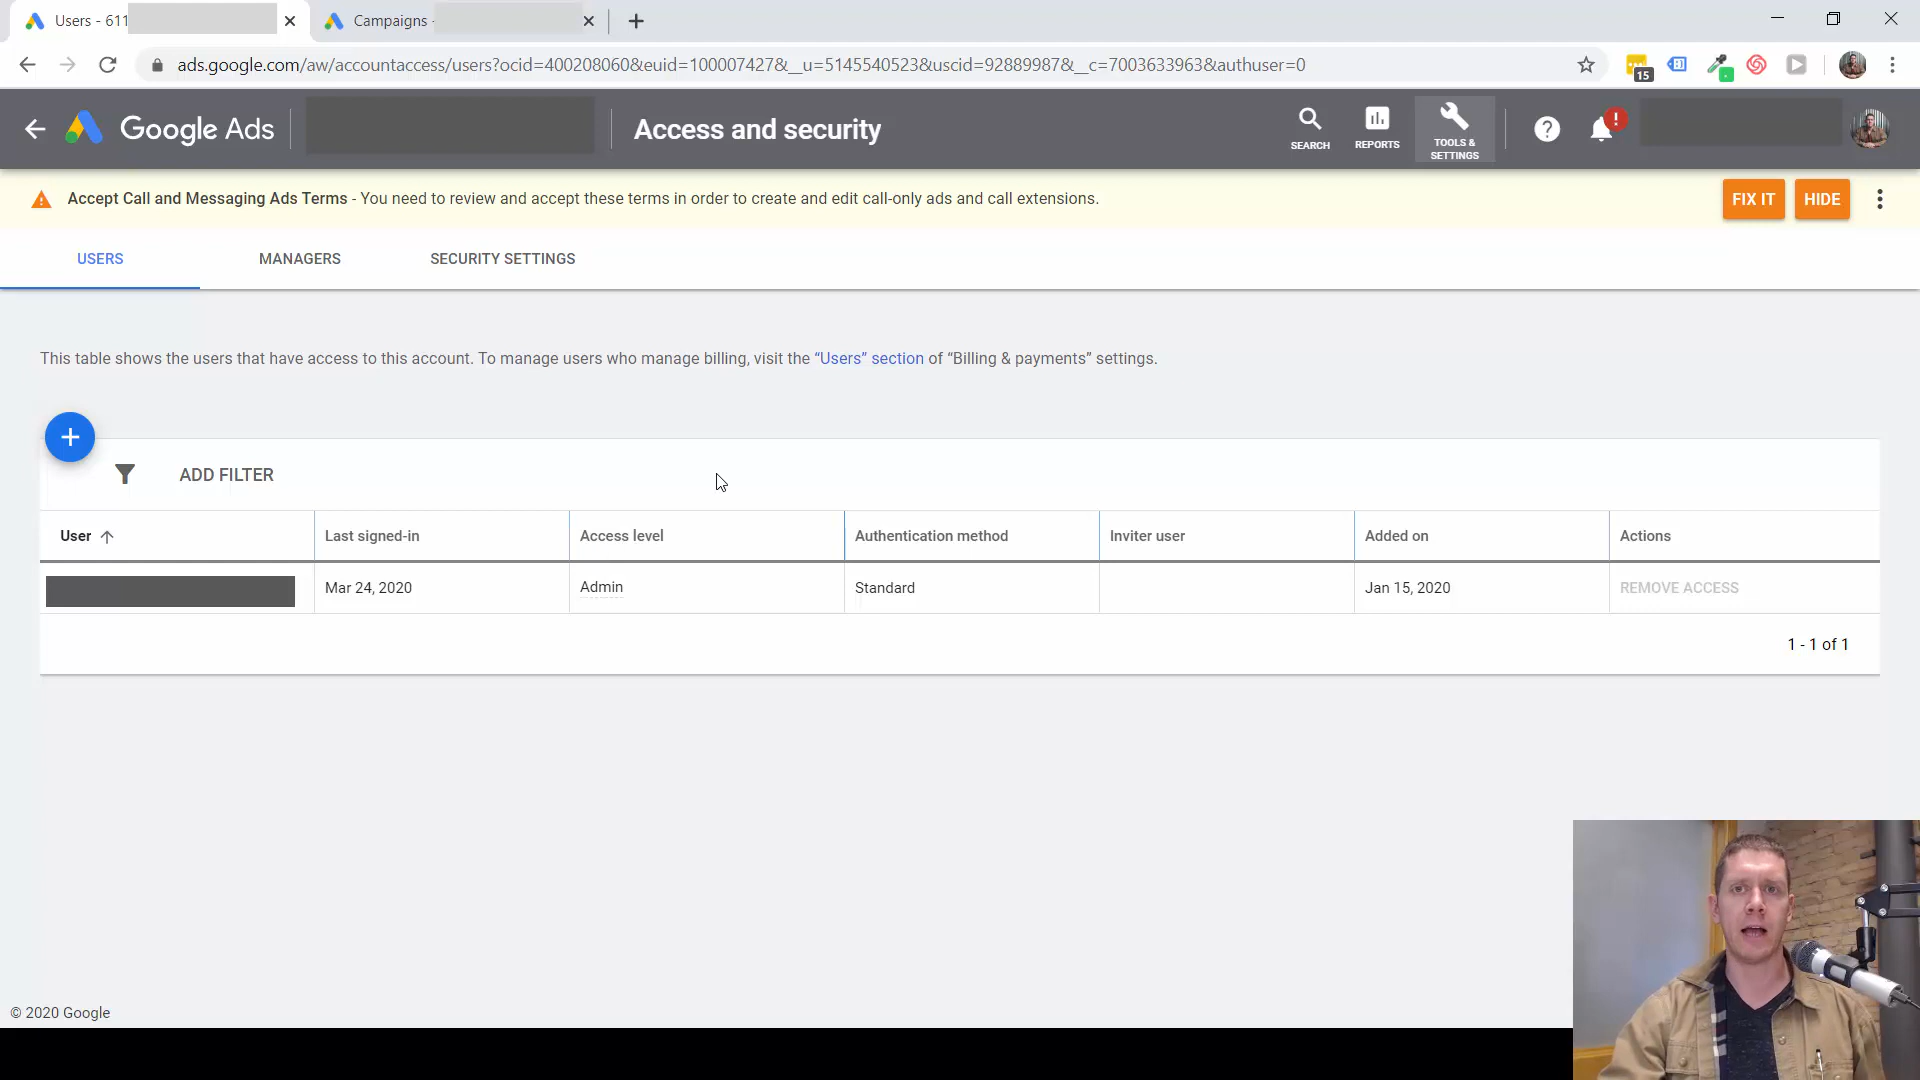 Users - 611
Campaigns -
ads.google.com/aw/accountaccess/users?ocid=400208060&euid=100007427&__u=5145540523&uscid=92889987&__c=7003633963&authuser=0
15
Google Ads
Access and security
SEARCH
REPORTS
TOOLS &
SETTINGS
Accept Call and Messaging Ads Terms - You need to review and accept these terms in order to create and edit call-only ads and call extensions.
FIX IT
HIDE
USERS
MANAGERS
SECURITY SETTINGS
This table shows the users that have access to this account. To manage users who manage billing, visit the “Users” section of “Billing & payments” settings.
ADD FILTER
User
Last signed-in
Access level
Authentication method
Inviter user
Added on
Actions
Mar 24, 2020
Admin
Standard
Jan 15, 2020
REMOVE ACCESS
1 - 1 of 1
© 2020 Google